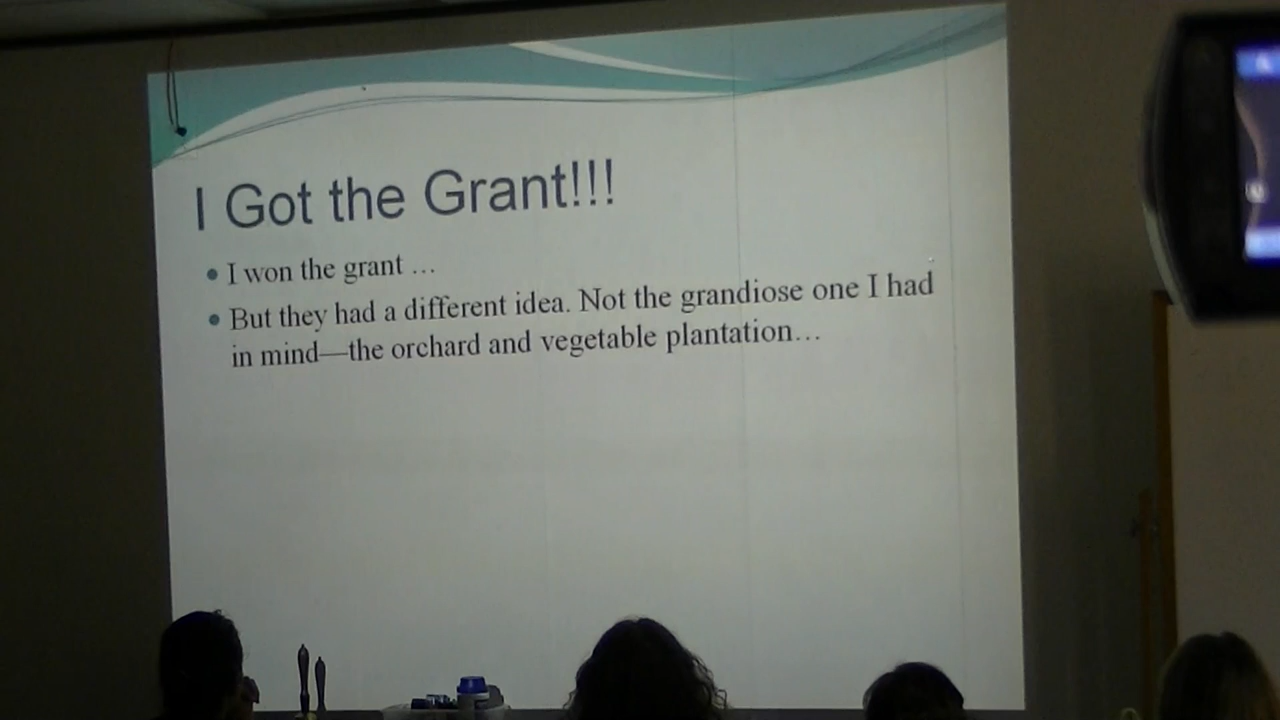 I Got the Grant!!!
• I won the grant …
• But they had a different idea. Not the grandiose one I had
in mind—the orchard and vegetable plantation…